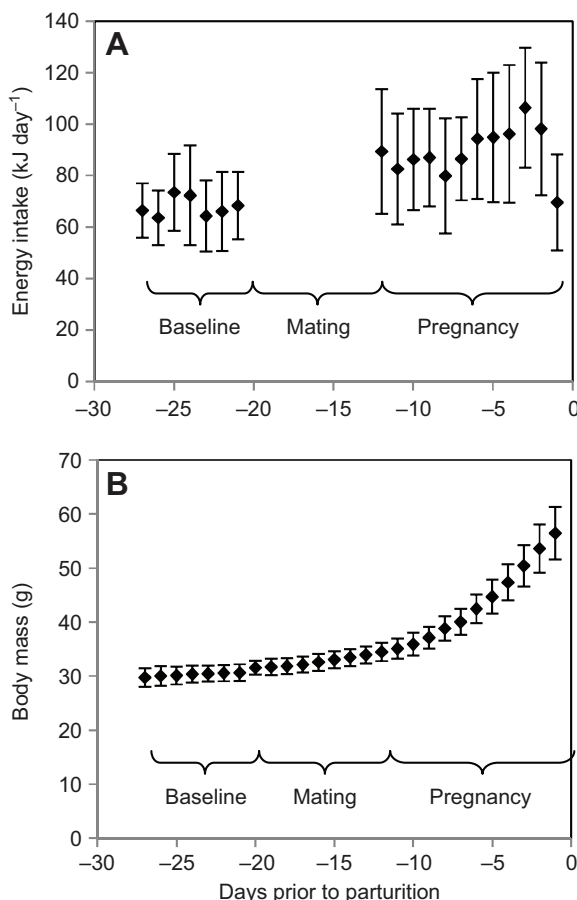 A
Energy intake (kJ day⁻¹)
140
120
100
80
60
40
20
0
Baseline Mating Pregnancy
–30 –25 –20 –15 –10 –5 0
B
Body mass (g)
70
60
50
40
30
20
10
0
Baseline Mating Pregnancy
–30 –25 –20 –15 –10 –5 0
Days prior to parturition